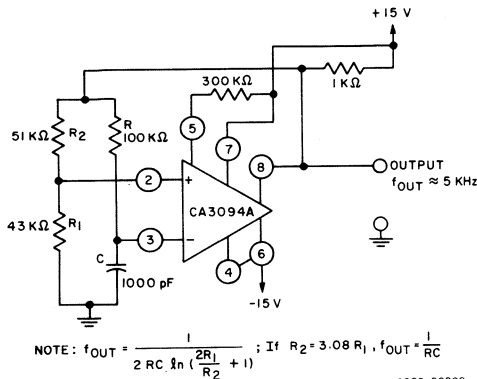 +15 V
300 KΩ
1 KΩ
51 KΩ R2
R
100 KΩ
5
7
8
OUTPUT
fOUT ≈ 5 KHz
2
+
CA3094A
43 KΩ R1
3
−
C
1000 pF
4
6
−15 V
NOTE: fOUT = 1 / (2 RC ln (2R1/R2 + 1)) ; If R2 = 3.08 R1, fOUT = 1/RC